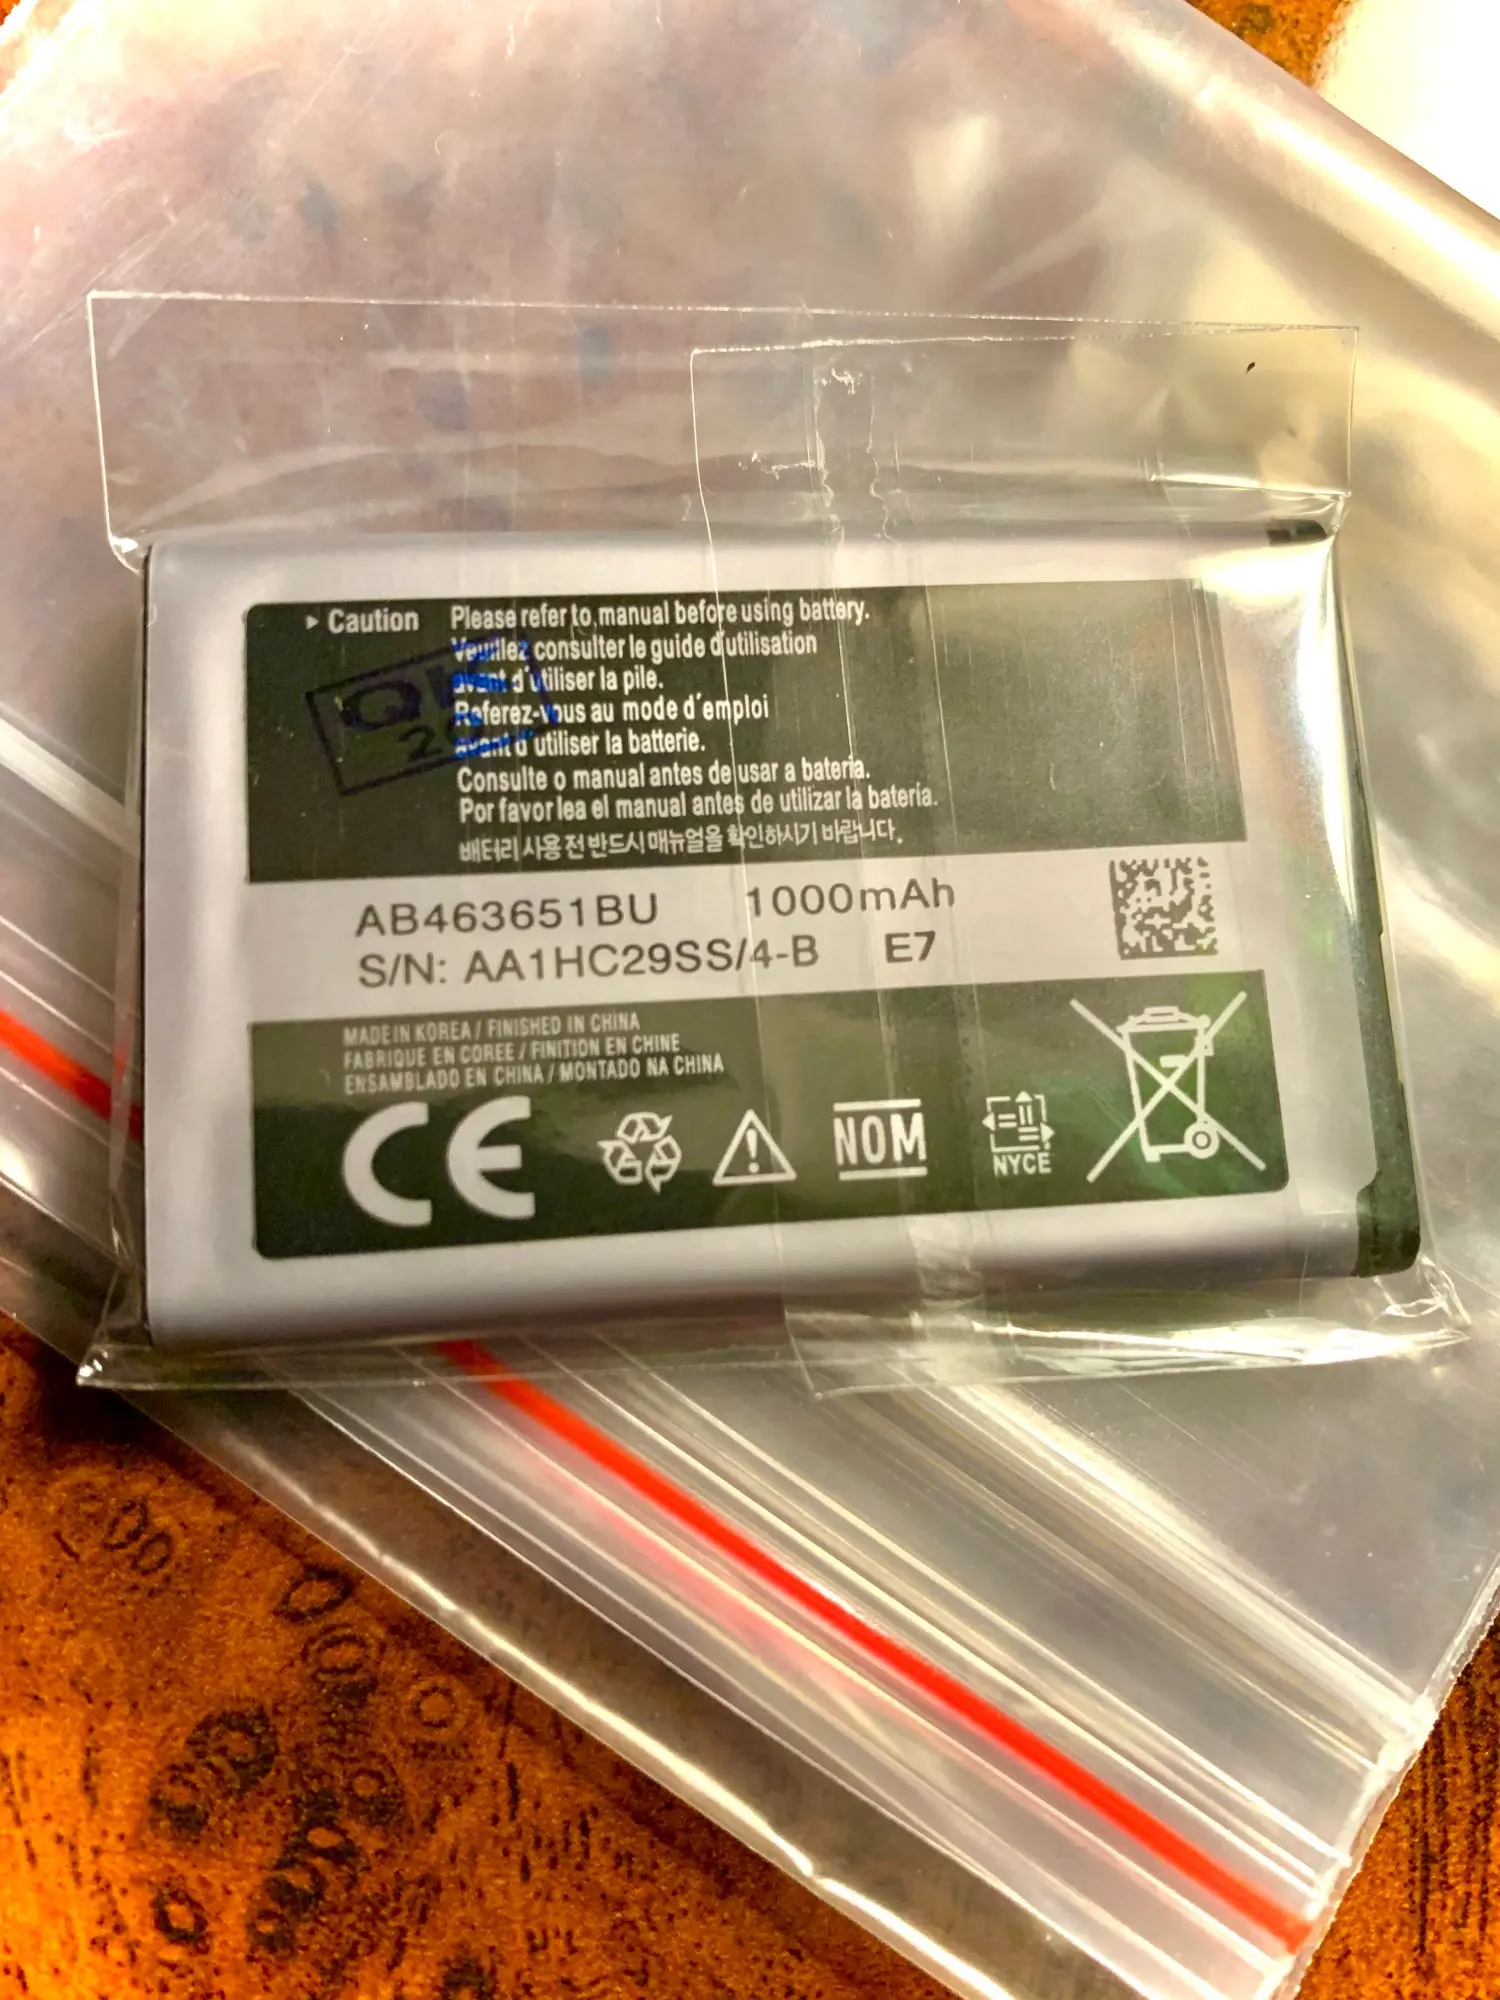 ▸ Caution Please refer to manual before using battery.
Veuillez consulter le guide d'utilisation
avant d'utiliser la pile.
Referez-vous au mode d'emploi
avant d'utiliser la batterie.
Consulte o manual antes de usar a bateria.
Por favor lea el manual antes de utilizar la bateria.
배터리 사용 전 반드시 매뉴얼을 확인하시기 바랍니다.
AB463651BU 1000mAh
S/N: AA1HC29SS/4-B E7
MADE IN KOREA / FINISHED IN CHINA
FABRIQUE EN COREE / FINITION EN CHINE
ENSAMBLADO EN CHINA / MONTADO NA CHINA
CE
NOM
NYCE